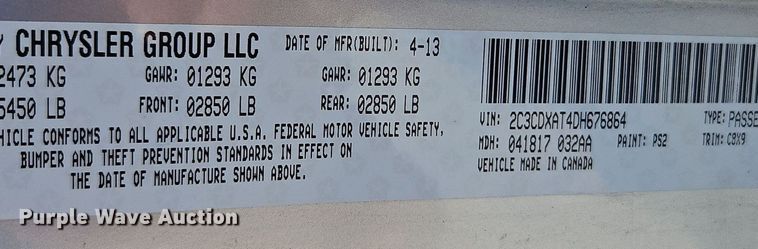 CHRYSLER GROUP LLC DATE OF MFR(BUILT): 4-13
2473 KG GAWR: 01293 KG GAWR: 01293 KG
5450 LB FRONT: 02850 LB REAR: 02850 LB
HICLE CONFORMS TO ALL APPLICABLE U.S.A. FEDERAL MOTOR VEHICLE SAFETY,
BUMPER AND THEFT PREVENTION STANDARDS IN EFFECT ON
THE DATE OF MANUFACTURE SHOWN ABOVE.
VIN: 2C3CDXAT4DH676864 TYPE: PASSE
MDH: 041817 032AA PAINT: PS2 TRIM: C8X9
VEHICLE MADE IN CANADA
Purple Wave Auction